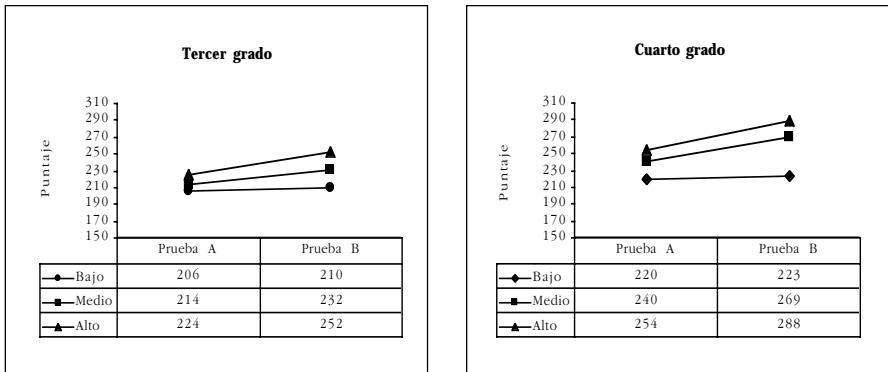 Tercer grado
Puntaje
310
290
270
250
230
210
190
170
150
Prueba A Prueba B
Bajo 206 210
Medio 214 232
Alto 224 252
Cuarto grado
Puntaje
310
290
270
250
230
210
190
170
150
Prueba A Prueba B
Bajo 220 223
Medio 240 269
Alto 254 288